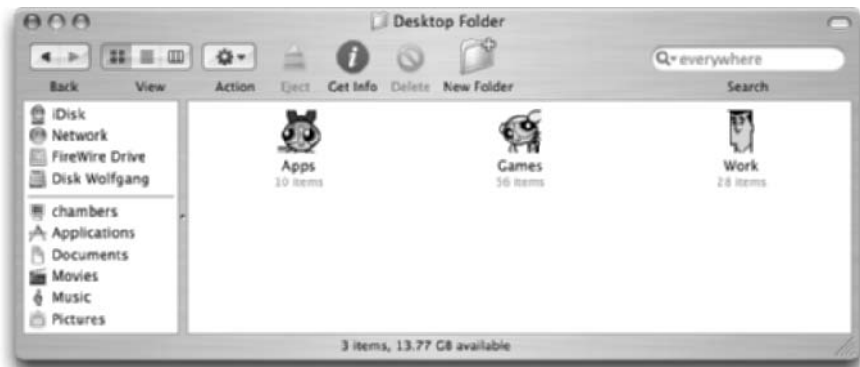 Desktop Folder
Back View Action Eject Get Info Delete New Folder Search
everywhere
iDisk
Network
FireWire Drive
Disk Wolfgang
chambers
Applications
Documents
Movies
Music
Pictures
Apps
10 items
Games
56 items
Work
28 items
3 items, 13.77 GB available